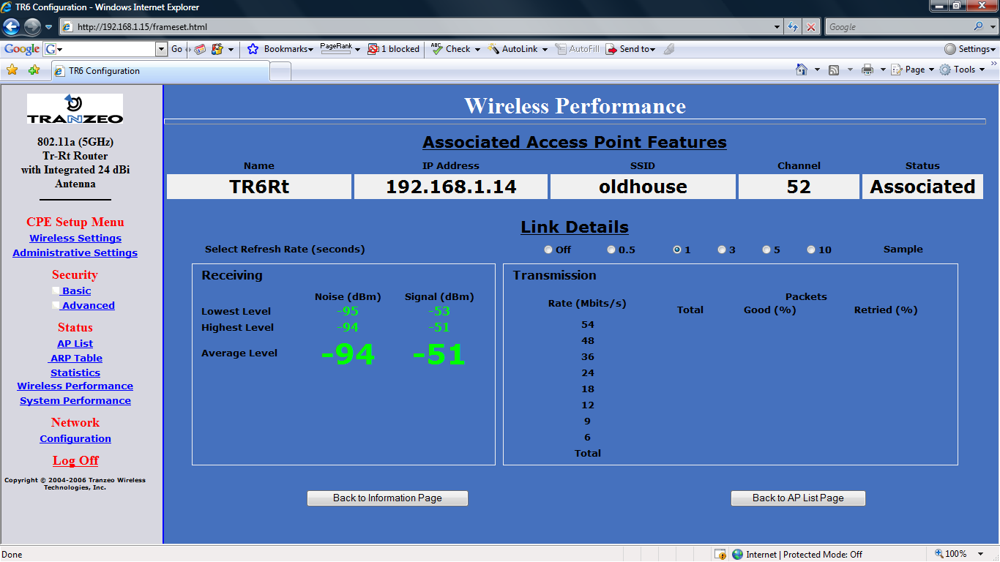 TR6 Configuration - Windows Internet Explorer
http://192.168.1.15/frameset.html
Google
Google G Go Bookmarks PageRank 1 blocked ABC Check AutoLink AutoFill Send to Settings
TR6 Configuration
Page Tools
TRANZEO
802.11a (5GHz)
Tr-Rt Router
with Integrated 24 dBi
Antenna
CPE Setup Menu
Wireless Settings
Administrative Settings
Security
Basic
Advanced
Status
AP List
ARP Table
Statistics
Wireless Performance
System Performance
Network
Configuration
Log Off
Copyright © 2004-2006 Tranzeo Wireless
Technologies, Inc.
Wireless Performance
Associated Access Point Features
Name IP Address SSID Channel Status
TR6Rt 192.168.1.14 oldhouse 52 Associated
Link Details
Select Refresh Rate (seconds) Off 0.5 1 3 5 10 Sample
Receiving
Noise (dBm) Signal (dBm)
Lowest Level -95 -53
Highest Level -94 -51
Average Level -94 -51
Transmission
Rate (Mbits/s) Packets
Total Good (%) Retried (%)
54
48
36
24
18
12
9
6
Total
Back to Information Page Back to AP List Page
Done Internet | Protected Mode: Off 100%